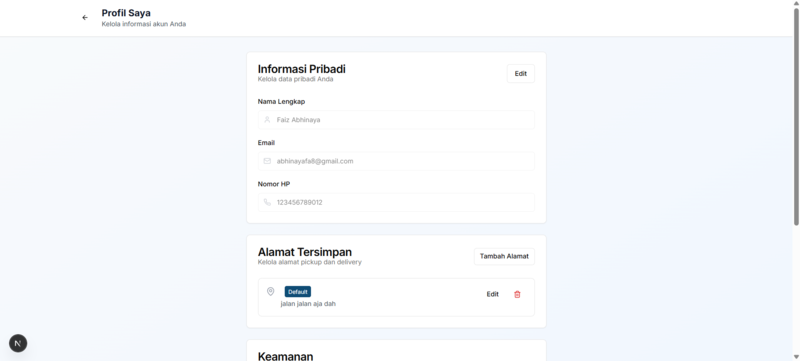 Profil Saya
Kelola informasi akun Anda
Informasi Pribadi
Edit
Kelola data pribadi Anda
Nama Lengkap
Faiz Abhinaya
Email
abhinayafa8@gmail.com
Nomor HP
123456789012
Alamat Tersimpan
Tambah Alamat
Kelola alamat pickup dan delivery
Default
Edit
jalan jalan aja dah
Keamanan
N